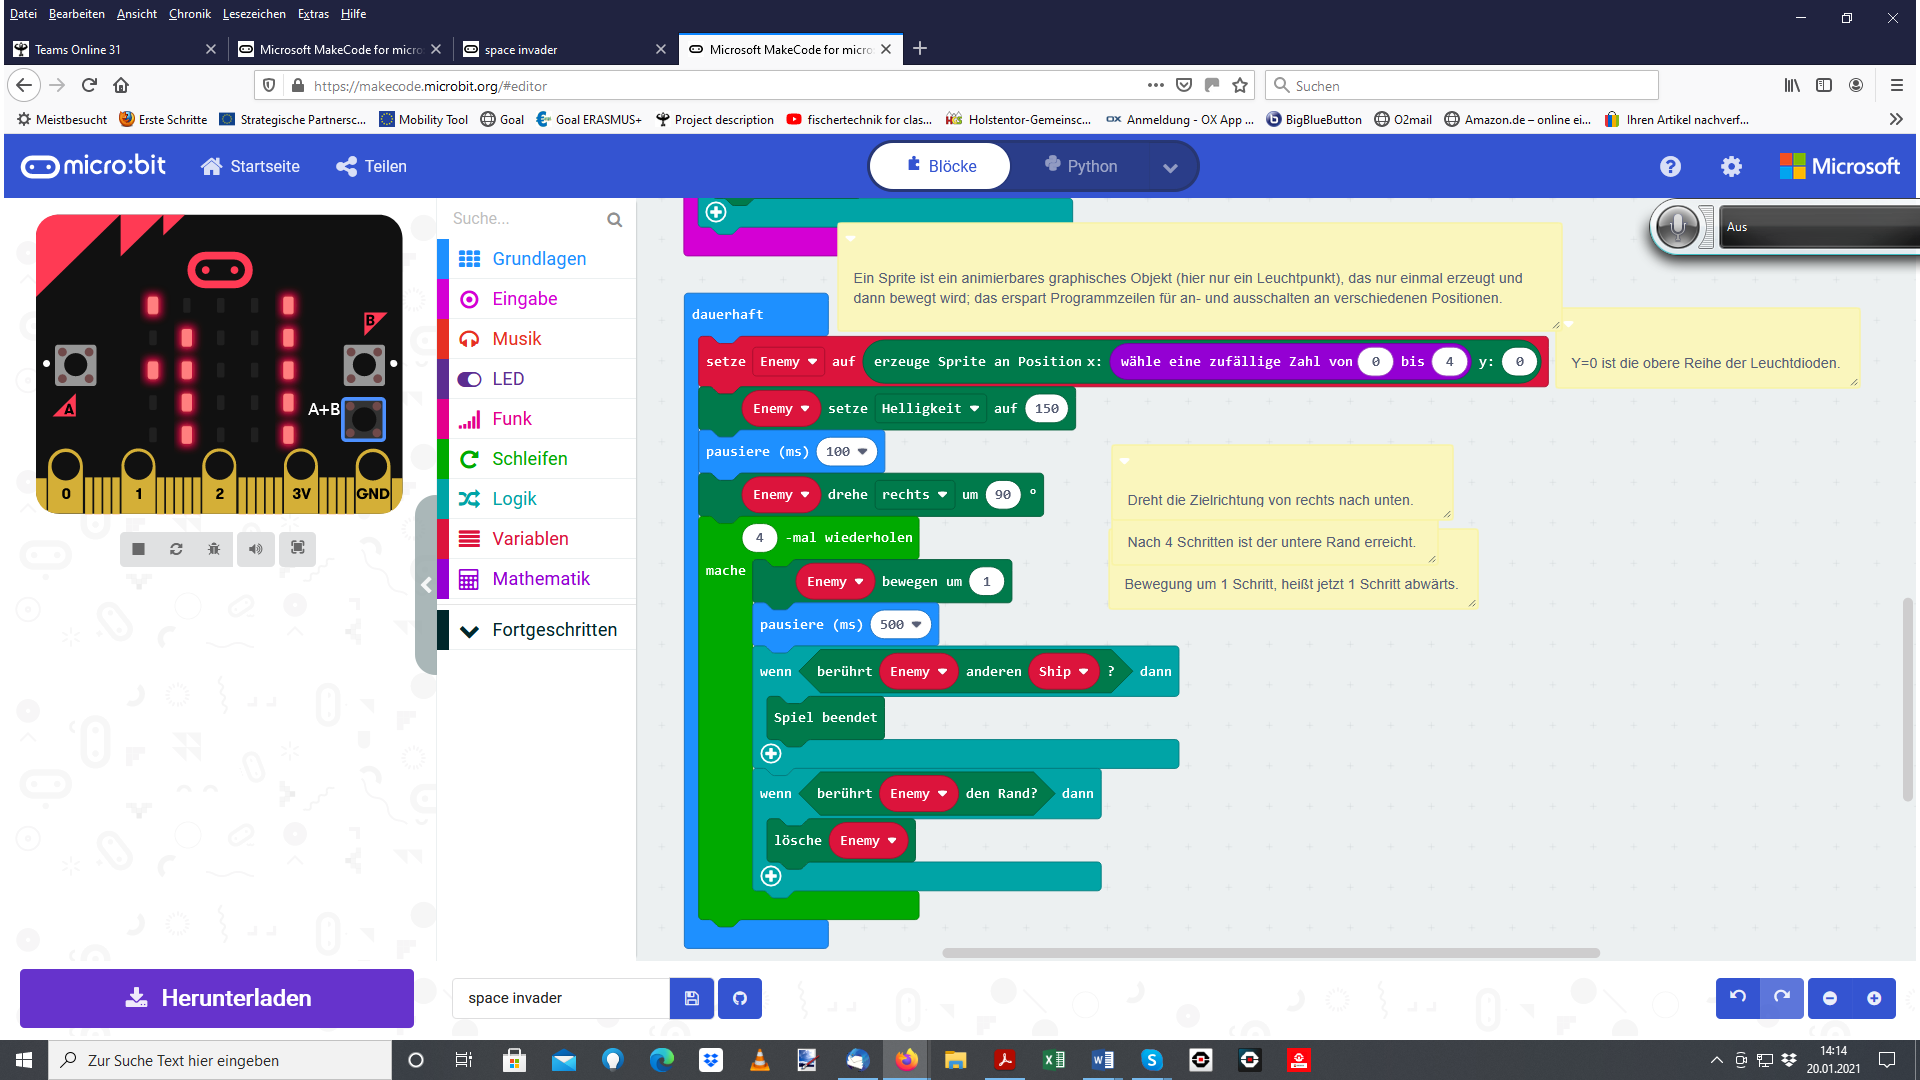 Datei Bearbeiten Ansicht Chronik Lesezeichen Extras Hilfe
Teams Online 31
Microsoft MakeCode for micro
space invader
Microsoft MakeCode for micro
https://makecode.microbit.org/#editor
Suchen
Meistbesucht Erste Schritte Strategische Partnersc... Mobility Tool Goal Goal ERASMUS+ Project description fischertechnik for clas... Holstentor-Gemeinsc... Anmeldung - OX App ... BigBlueButton O2mail Amazon.de – online ei... Ihren Artikel nachverf...
micro:bit Startseite Teilen Blöcke Python Microsoft
Aus
B
A
A+B
0 1 2 3V GND
Suche...
Grundlagen
Eingabe
Musik
LED
Funk
Schleifen
Logik
Variablen
Mathematik
Fortgeschritten
Ein Sprite ist ein animierbares graphisches Objekt (hier nur ein Leuchtpunkt), das nur einmal erzeugt und
dann bewegt wird; das erspart Programmzeilen für an- und ausschalten an verschiedenen Positionen.
dauerhaft
setze Enemy auf erzeuge Sprite an Position x: wähle eine zufällige Zahl von 0 bis 4 y: 0
Y=0 ist die obere Reihe der Leuchtdioden.
Enemy setze Helligkeit auf 150
pausiere (ms) 100
Enemy drehe rechts um 90 °
Dreht die Zielrichtung von rechts nach unten.
4 -mal wiederholen
Nach 4 Schritten ist der untere Rand erreicht.
mache
Enemy bewegen um 1
Bewegung um 1 Schritt, heißt jetzt 1 Schritt abwärts.
pausiere (ms) 500
wenn berührt Enemy anderen Ship ? dann
Spiel beendet
wenn berührt Enemy den Rand? dann
lösche Enemy
Herunterladen
space invader
Zur Suche Text hier eingeben
14:14
20.01.2021